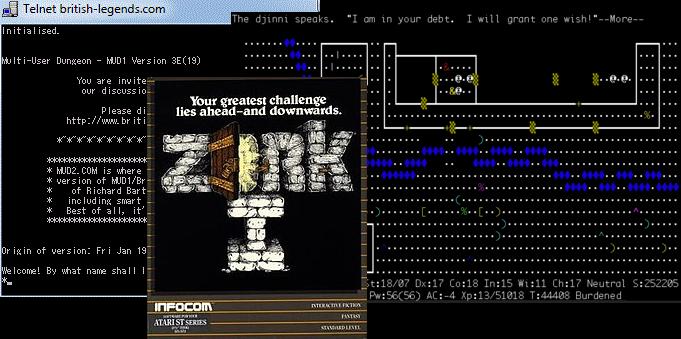 Telnet british-legends.com
Initialised.
Multi-User Dungeon - MUD1 Version 3E(19)
You are invite
our discussio
Please di
http://www.briti
*~*~*~*~*~*~*~*~
*******************
* MUD2.COM is where
* version of MUD1/Br
* of Richard Bart
* including smart
* Best of all, it'
*******************
Origin of version: Fri Jan 19
Welcome! By what name shall I
*
The djinni speaks. "I am in your debt. I will grant one wish!"--More--
St:18/07 Dx:17 Co:18 In:15 Wi:11 Ch:17 Neutral S:252205
Pw:56(56) AC:-4 Xp:13/51018 T:44408 Burdened
Your greatest challenge
lies ahead—and downwards.
ZORK
I
INFOCOM
INTERACTIVE FICTION
SOFTWARE FOR YOUR
ATARI ST SERIES
FANTASY
STANDARD LEVEL